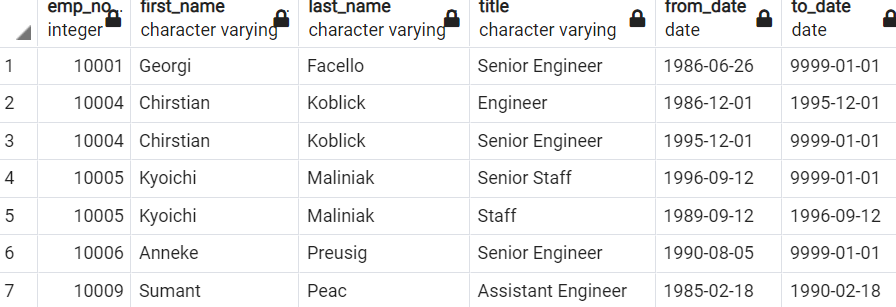 emp_no first_name last_name title from_date to_date
integer character varying character varying character varying date date
1 10001 Georgi Facello Senior Engineer 1986-06-26 9999-01-01
2 10004 Chirstian Koblick Engineer 1986-12-01 1995-12-01
3 10004 Chirstian Koblick Senior Engineer 1995-12-01 9999-01-01
4 10005 Kyoichi Maliniak Senior Staff 1996-09-12 9999-01-01
5 10005 Kyoichi Maliniak Staff 1989-09-12 1996-09-12
6 10006 Anneke Preusig Senior Engineer 1990-08-05 9999-01-01
7 10009 Sumant Peac Assistant Engineer 1985-02-18 1990-02-18